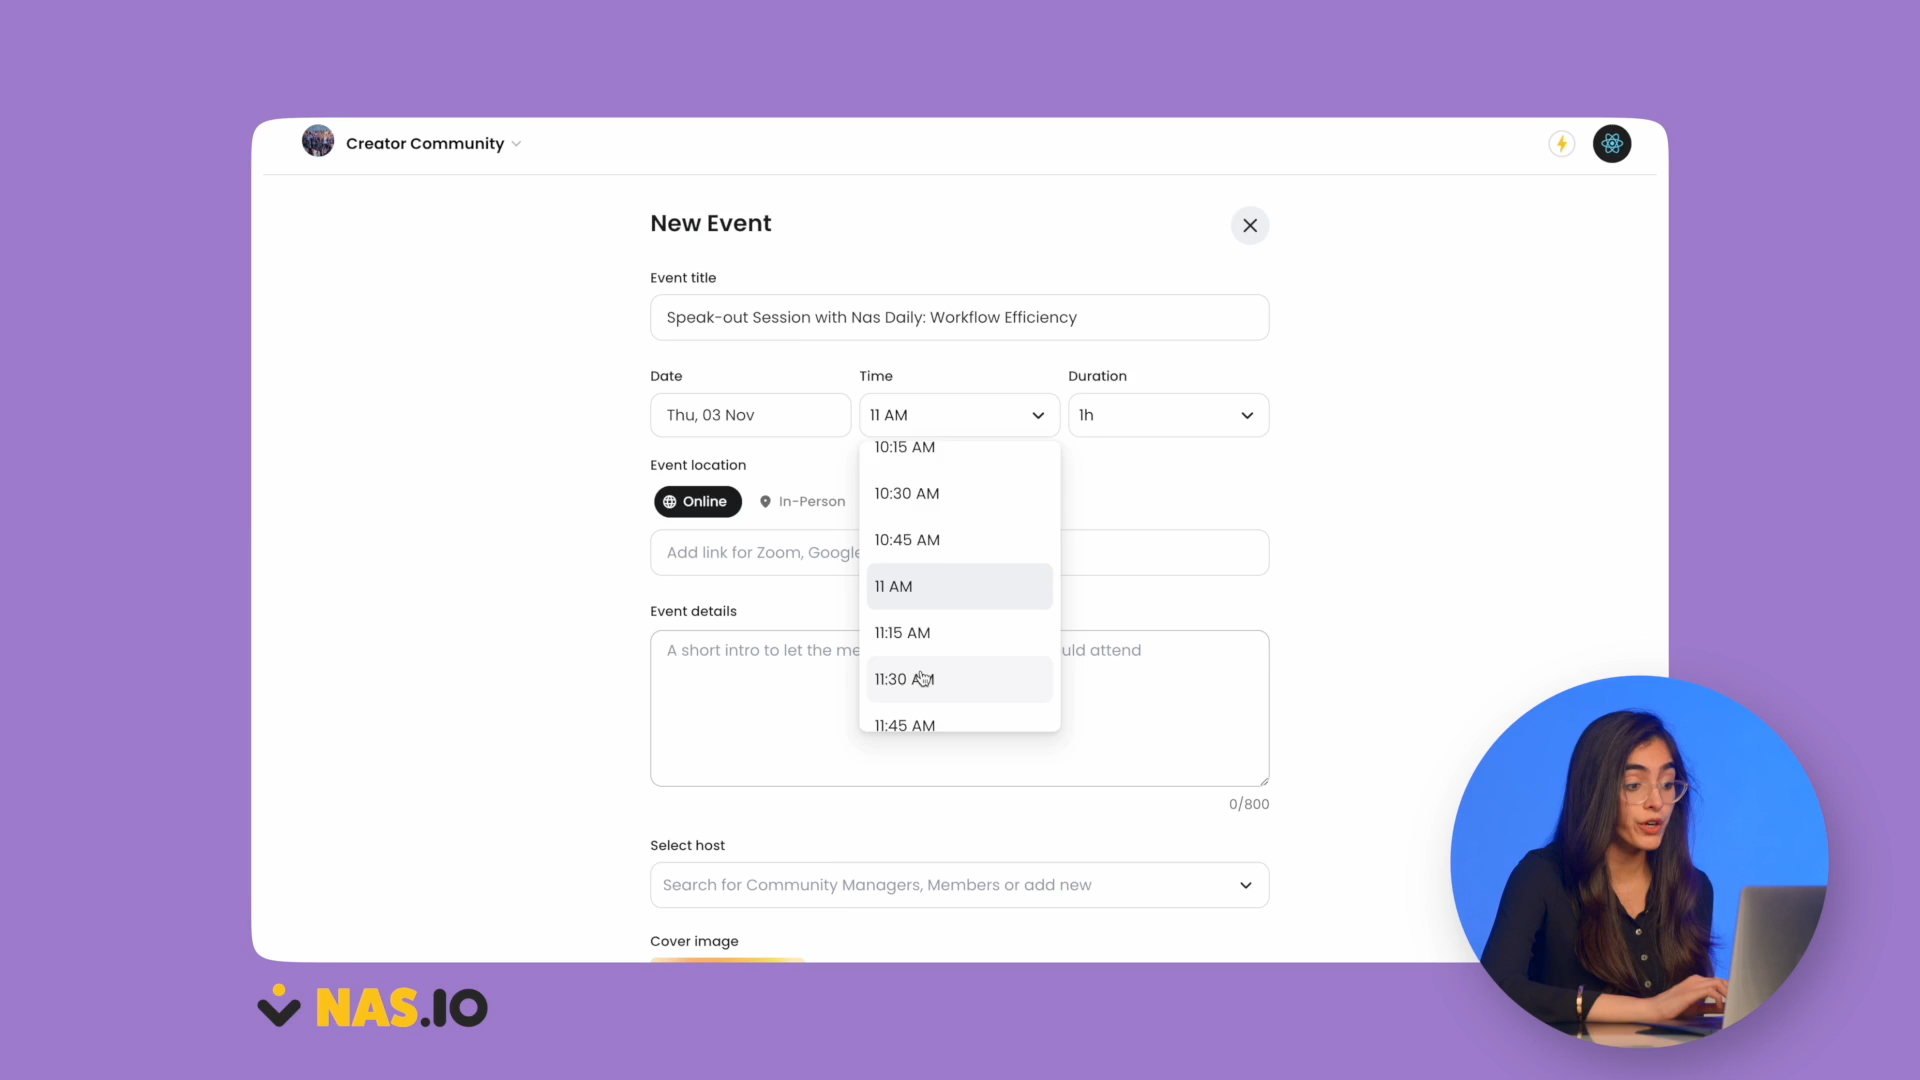 Creator Community
New Event
Event title
Speak-out Session with Nas Daily: Workflow Efficiency
Date
Time
Duration
Thu, 03 Nov
11 AM
1h
10:15 AM
10:30 AM
10:45 AM
11 AM
11:15 AM
11:30 AM
11:45 AM
Event location
Online
In-Person
Add link for Zoom, Google
Event details
A short intro to let the me
uld attend
0/800
Select host
Search for Community Managers, Members or add new
Cover image
NAS.IO